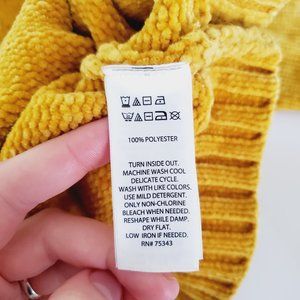 100% POLYESTER
TURN INSIDE OUT.
MACHINE WASH COOL
DELICATE CYCLE.
WASH WITH LIKE COLORS.
USE MILD DETERGENT.
ONLY NON-CHLORINE
BLEACH WHEN NEEDED.
RESHAPE WHILE DAMP.
DRY FLAT.
LOW IRON IF NEEDED.
RN# 75343